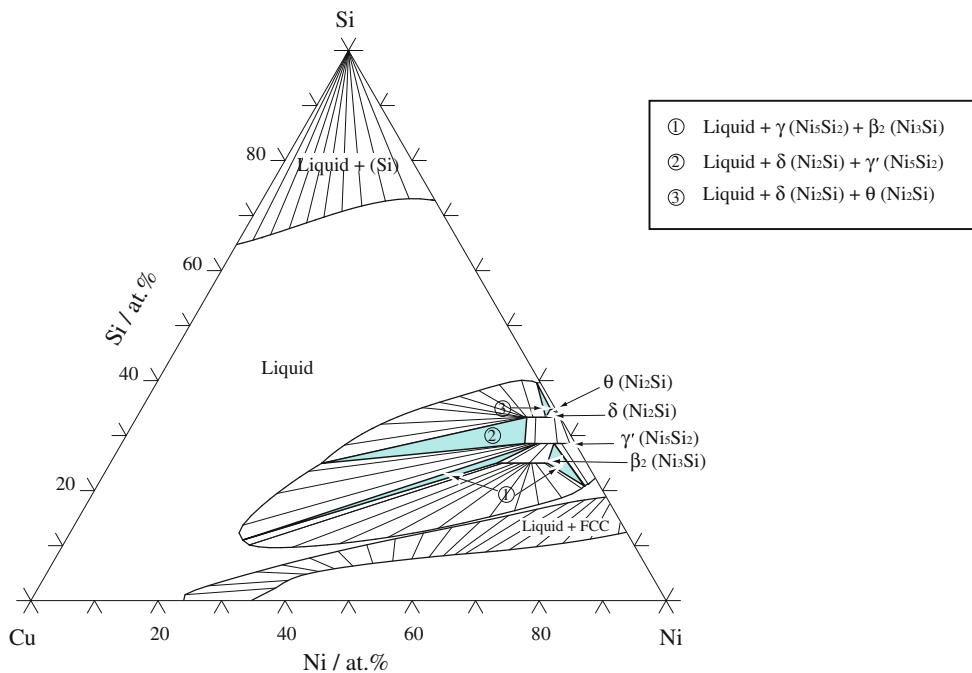 Si
① Liquid + γ (Ni5Si2) + β2 (Ni3Si)
② Liquid + δ (Ni2Si) + γ′ (Ni5Si2)
③ Liquid + δ (Ni2Si) + θ (Ni2Si)
80
Liquid + (Si)
60
Si / at.%
Liquid
40
θ (Ni2Si)
③
δ (Ni2Si)
②
γ′ (Ni5Si2)
β2 (Ni3Si)
20
①
Liquid + FCC
Cu
20
40
60
80
Ni
Ni / at.%